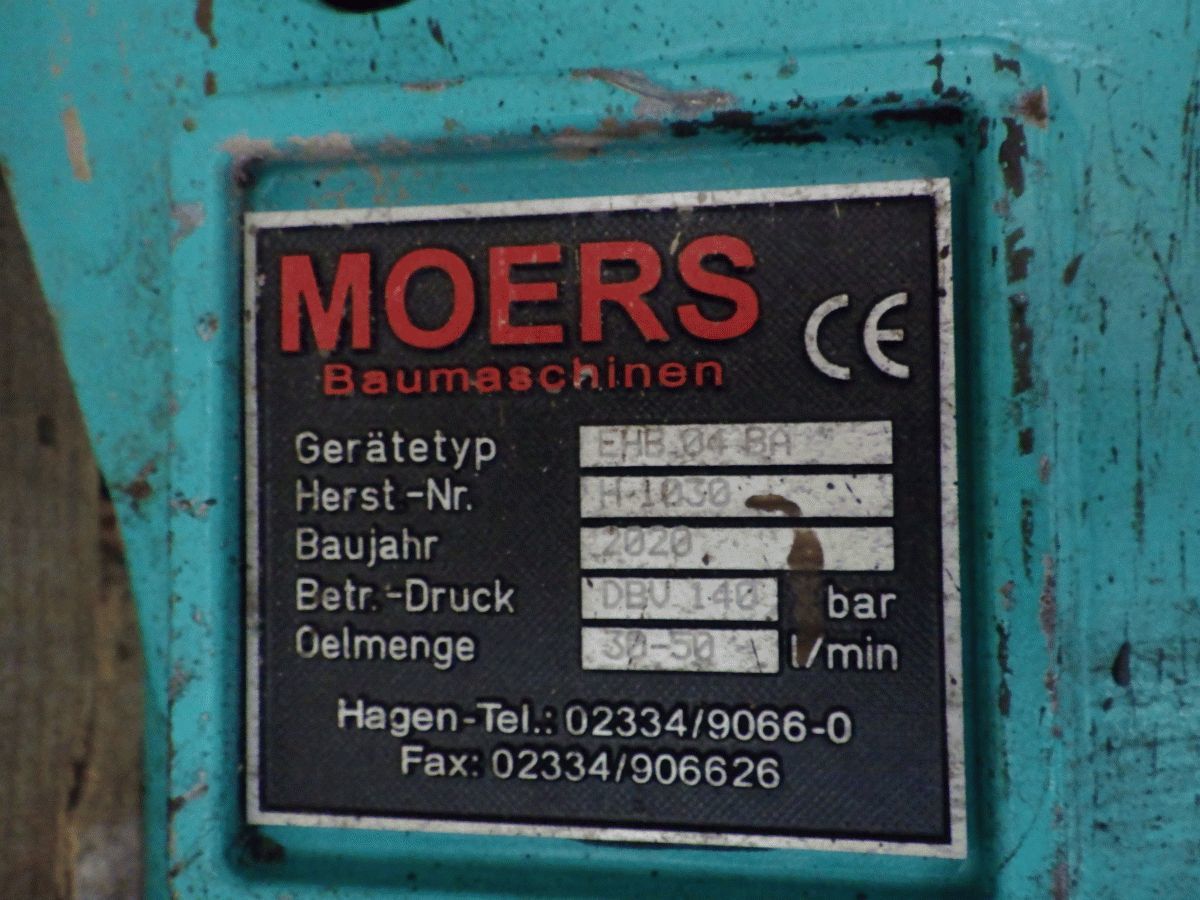 MOERS
Baumaschinen
CE
Gerätetyp EHB 04 BA
Herst-Nr. H-1030
Baujahr 2020
Betr.-Druck DBV 140 bar
Oelmenge 30-50 l/min
Hagen-Tel.: 02334/9066-0
Fax: 02334/906626